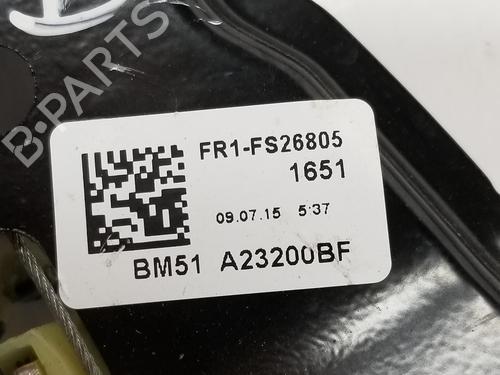 B-PARTS
FR1-FS26805
1651
09.07.15 5:37
BM51 A23200BF